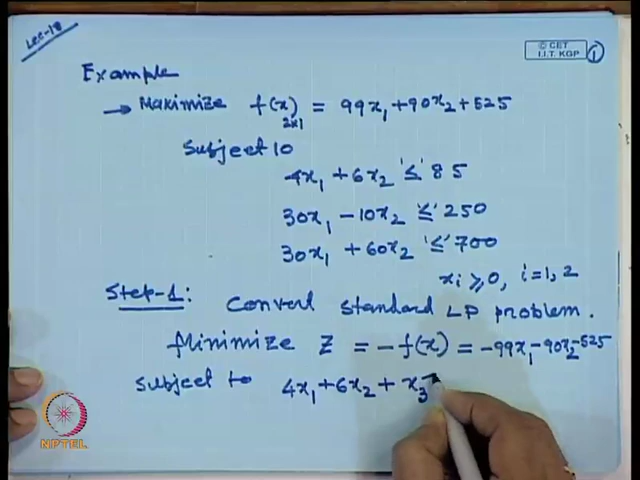 Lec-18
© CET
I.I.T. KGP
1
Example
→ Maximize f(x) = 99x₁ + 90x₂ + 525
2x1
Subject to
4x₁ + 6x₂ '≤' 85
30x₁ - 10x₂ '≤' 250
30x₁ + 60x₂ '≤' 700
xi ≥ 0, i = 1, 2
Step-1: Convert standard LP problem.
Minimize Z = -f(x) = -99x₁ - 90x₂ - 525
Subject to 4x₁ + 6x₂ + x₃
NPTEL